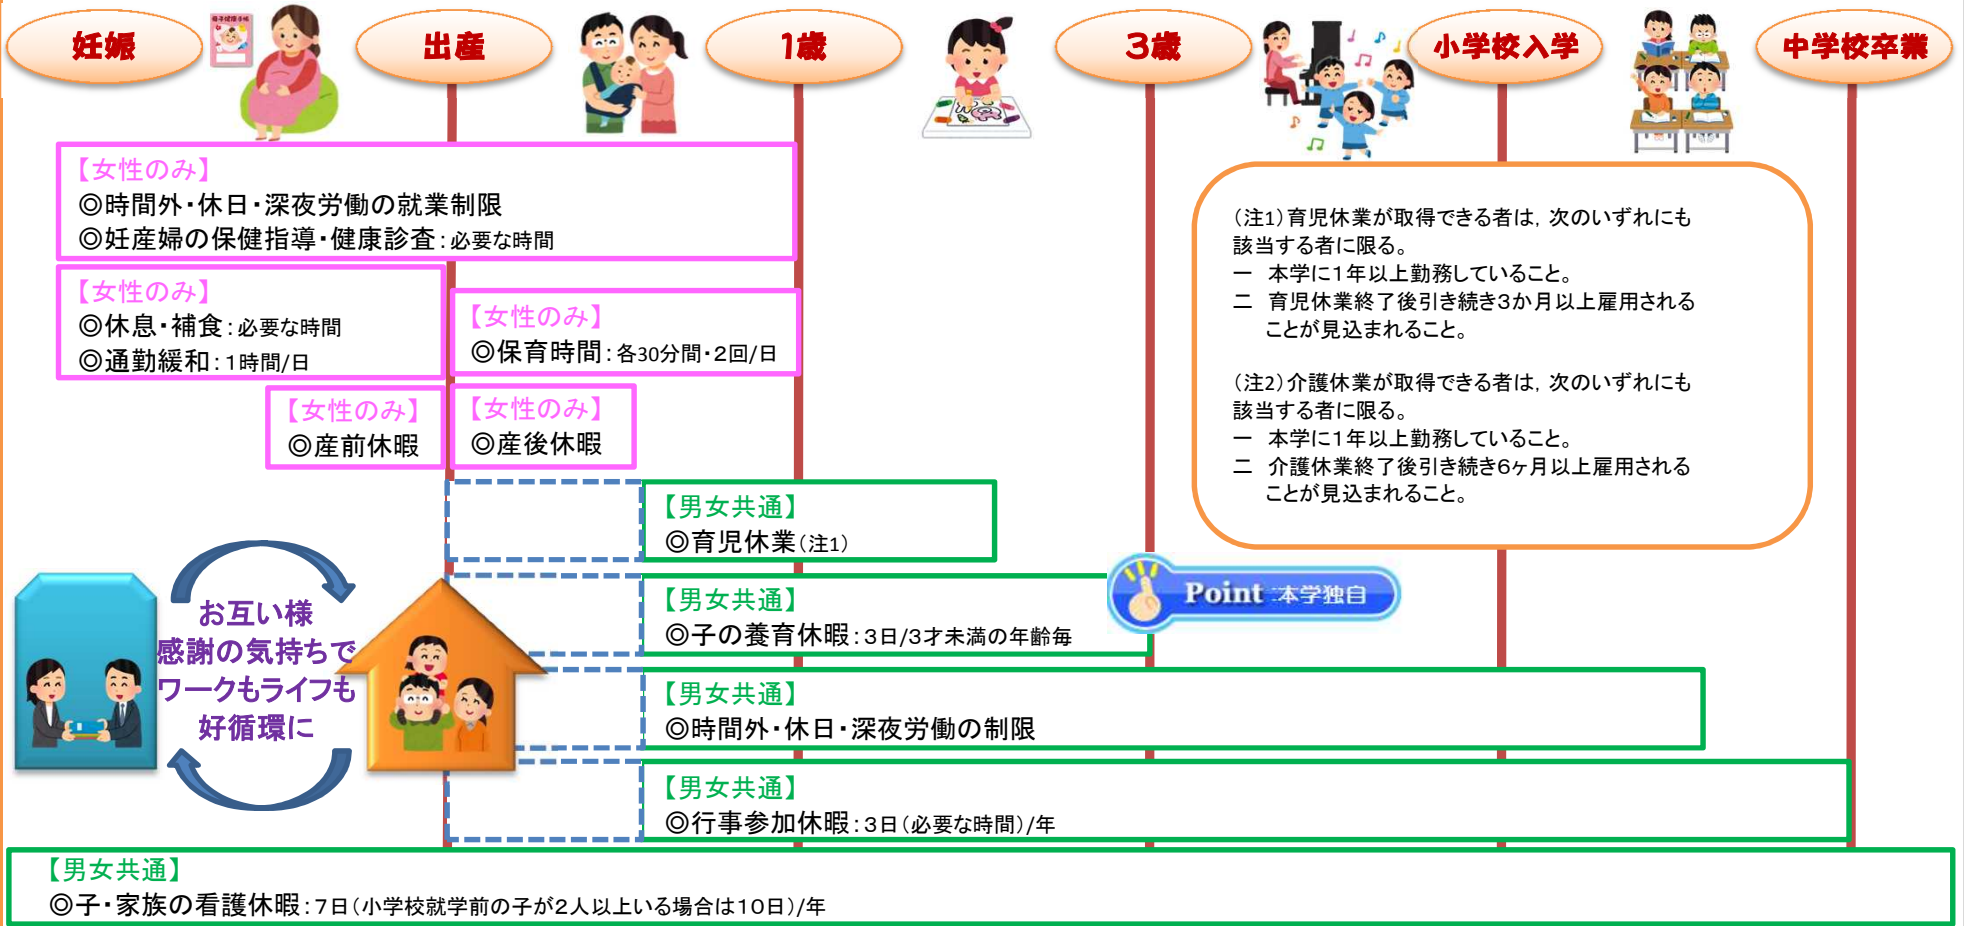 妊娠
出産
1歳
3歳
小学校入学
中学校卒業
母子健康手帳
【女性のみ】
◎時間外・休日・深夜労働の就業制限
◎妊産婦の保健指導・健康診査：必要な時間
【女性のみ】
◎休息・補食：必要な時間
◎通勤緩和：1時間/日
【女性のみ】
◎保育時間：各30分間・2回/日
【女性のみ】
◎産前休暇
【女性のみ】
◎産後休暇
（注1）育児休業が取得できる者は，次のいずれにも
該当する者に限る。
一　本学に1年以上勤務していること。
二　育児休業終了後引き続き3か月以上雇用される
ことが見込まれること。
（注2）介護休業が取得できる者は，次のいずれにも
該当する者に限る。
一　本学に1年以上勤務していること。
二　介護休業終了後引き続き6ヶ月以上雇用される
ことが見込まれること。
【男女共通】
◎育児休業（注1）
【男女共通】
◎子の養育休暇：3日/3才未満の年齢毎
Point：本学独自
お互い様
感謝の気持ちで
ワークもライフも
好循環に
【男女共通】
◎時間外・休日・深夜労働の制限
【男女共通】
◎行事参加休暇：3日（必要な時間）/年
【男女共通】
◎子・家族の看護休暇：7日（小学校就学前の子が2人以上いる場合は10日）/年